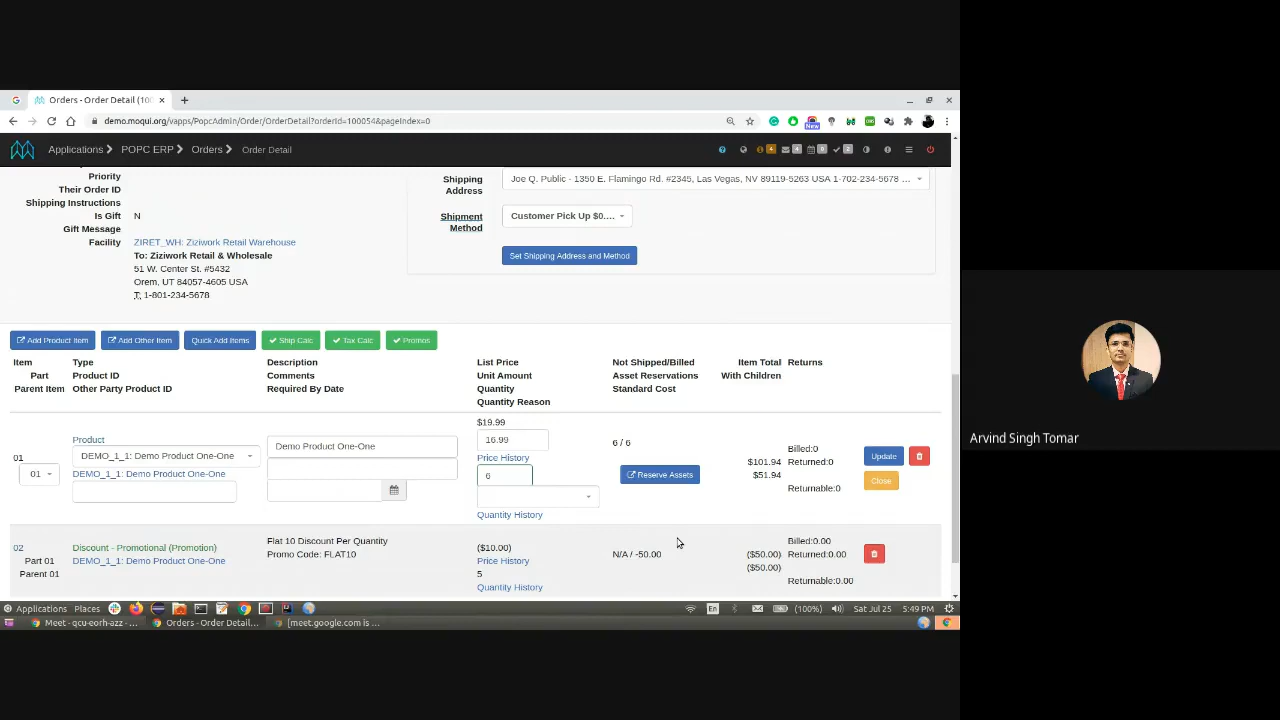 Orders - Order Detail (100
demo.moqui.org/vapps/PopcAdmin/Order/OrderDetail?orderId=100054&pageIndex=0
New
Applications
POPC ERP
Orders
Order Detail
4
4
0
2
Priority
Their Order ID
Shipping Instructions
Is Gift N
Gift Message
Facility ZIRET_WH: Ziziwork Retail Warehouse
To: Ziziwork Retail & Wholesale
51 W. Center St. #5432
Orem, UT 84057-4605 USA
T: 1-801-234-5678
Shipping Address
Joe Q. Public - 1350 E. Flamingo Rd. #2345, Las Vegas, NV 89119-5263 USA 1-702-234-5678 ...
Shipment Method
Customer Pick Up $0....
Set Shipping Address and Method
Add Product Item
Add Other Item
Quick Add Items
Ship Calc
Tax Calc
Promos
Item
Part
Parent Item
Type
Product ID
Other Party Product ID
Description
Comments
Required By Date
List Price
Unit Amount
Quantity
Quantity Reason
Not Shipped/Billed
Asset Reservations
Standard Cost
Item Total
With Children
Returns
01
01
Product
DEMO_1_1: Demo Product One-One
DEMO_1_1: Demo Product One-One
Demo Product One-One
$19.99
16.99
Price History
6
Quantity History
6 / 6
Reserve Assets
$101.94
$51.94
Billed:0
Returned:0
Returnable:0
Update
Close
02
Part 01
Parent 01
Discount - Promotional (Promotion)
DEMO_1_1: Demo Product One-One
Flat 10 Discount Per Quantity
Promo Code: FLAT10
($10.00)
Price History
5
Quantity History
N/A / -50.00
($50.00)
($50.00)
Billed:0.00
Returned:0.00
Returnable:0.00
Arvind Singh Tomar
Applications
Places
En
(100%)
Sat Jul 25
5:49 PM
Meet - qcu-eorh-azz - ...
Orders - Order Detail...
[meet.google.com is ...